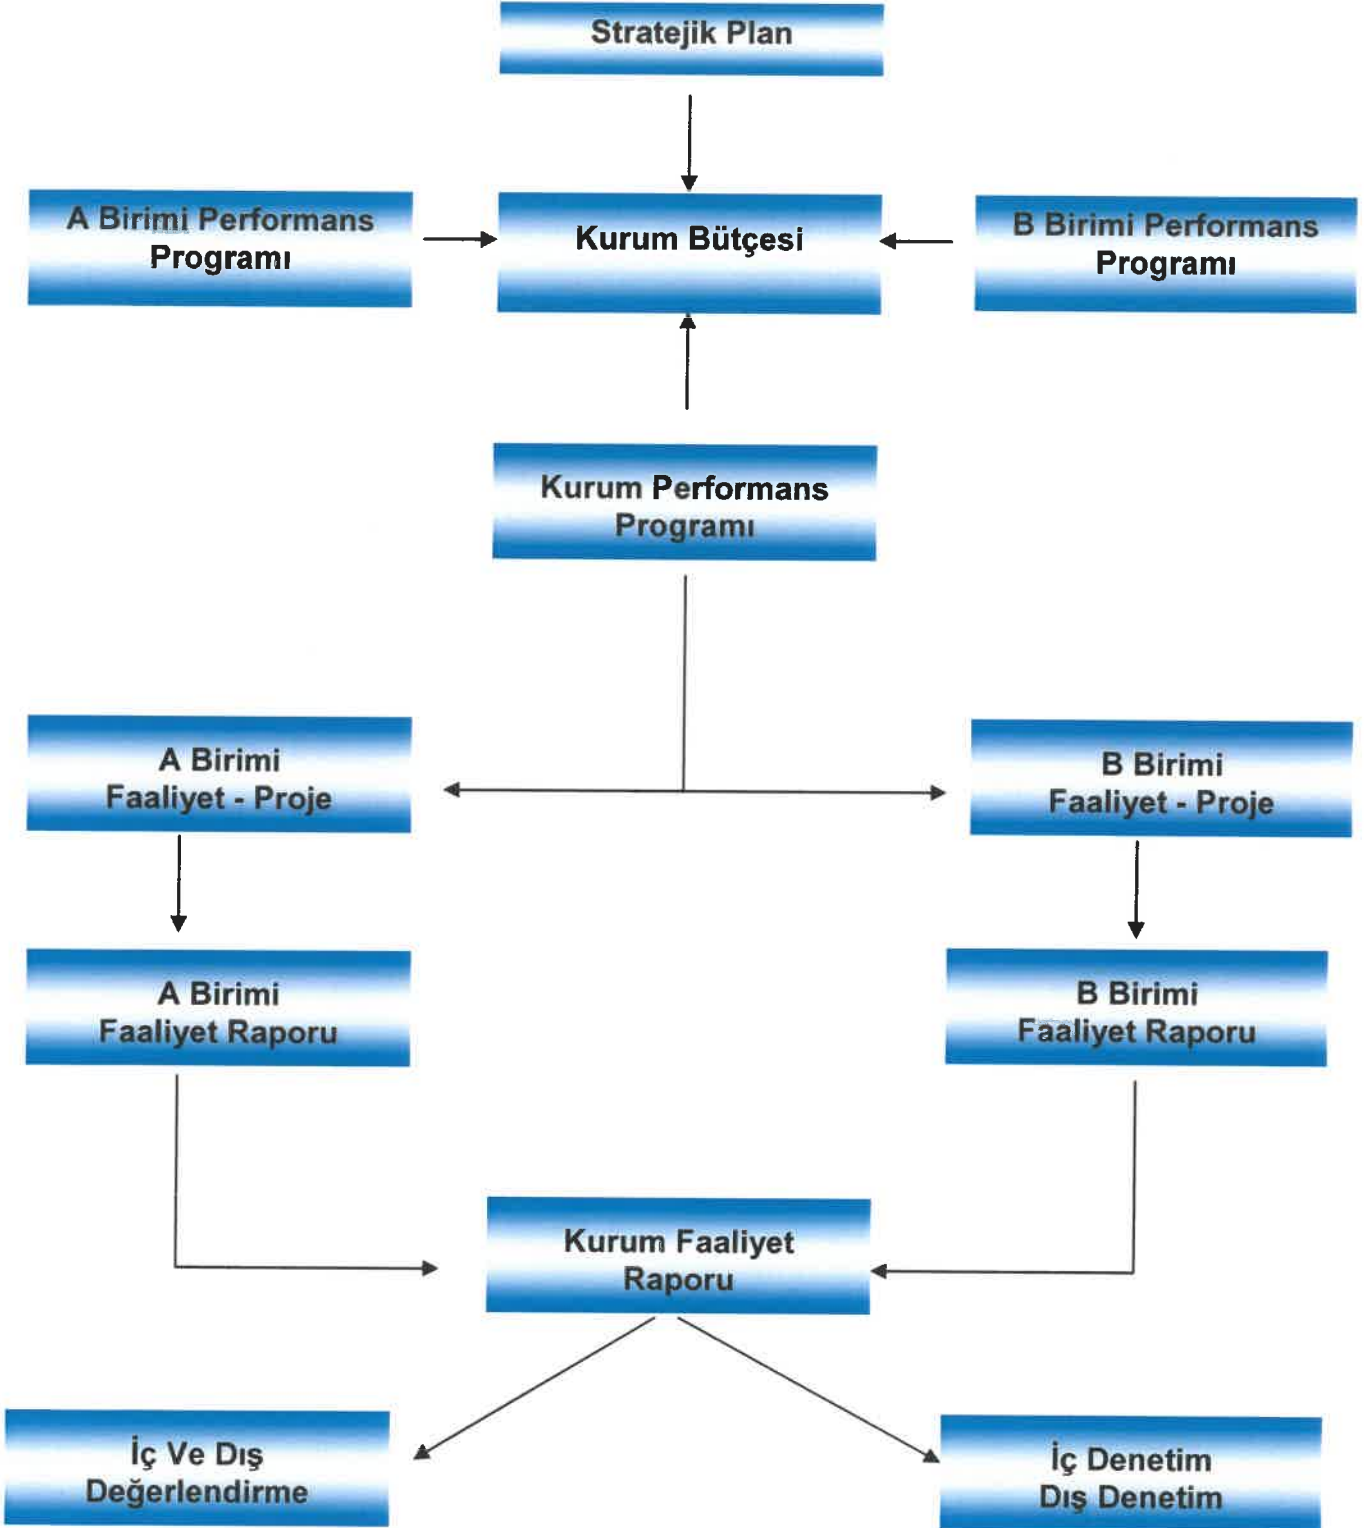 Stratejik Plan
A Birimi Performans
Programı
Kurum Bütçesi
B Birimi Performans
Programı
Kurum Performans
Programı
A Birimi
Faaliyet - Proje
B Birimi
Faaliyet - Proje
A Birimi
Faaliyet Raporu
B Birimi
Faaliyet Raporu
Kurum Faaliyet
Raporu
İç Ve Dış
Değerlendirme
İç Denetim
Dış Denetim